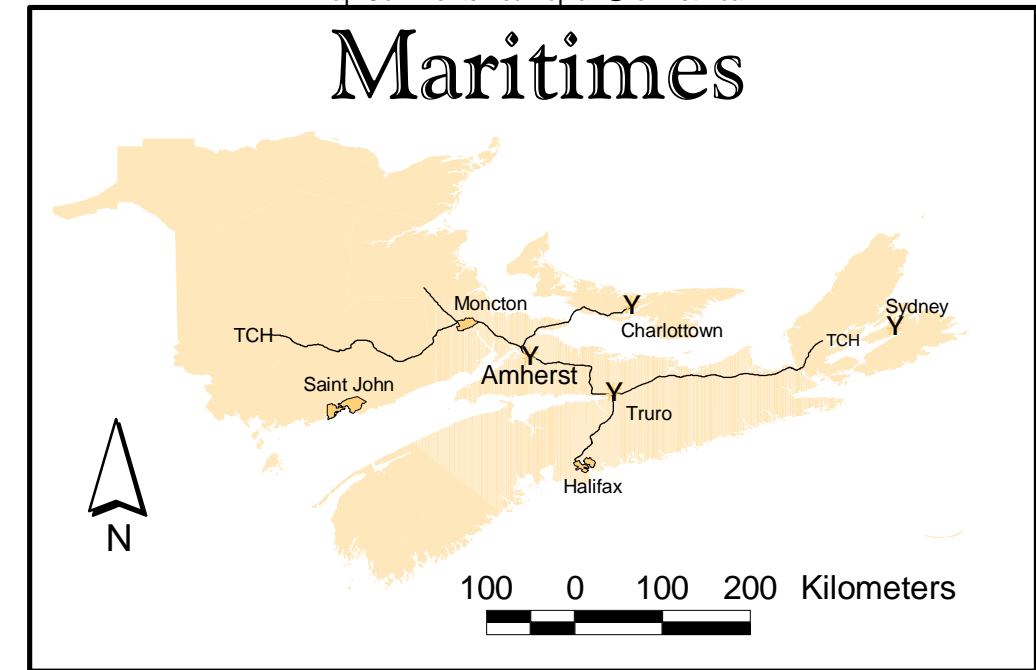 Maritimes
Moncton
TCH
Y
Charlottown
Sydney
Y
TCH
Y
Amherst
Saint John
Y
Truro
Halifax
N
100 0 100 200 Kilometers